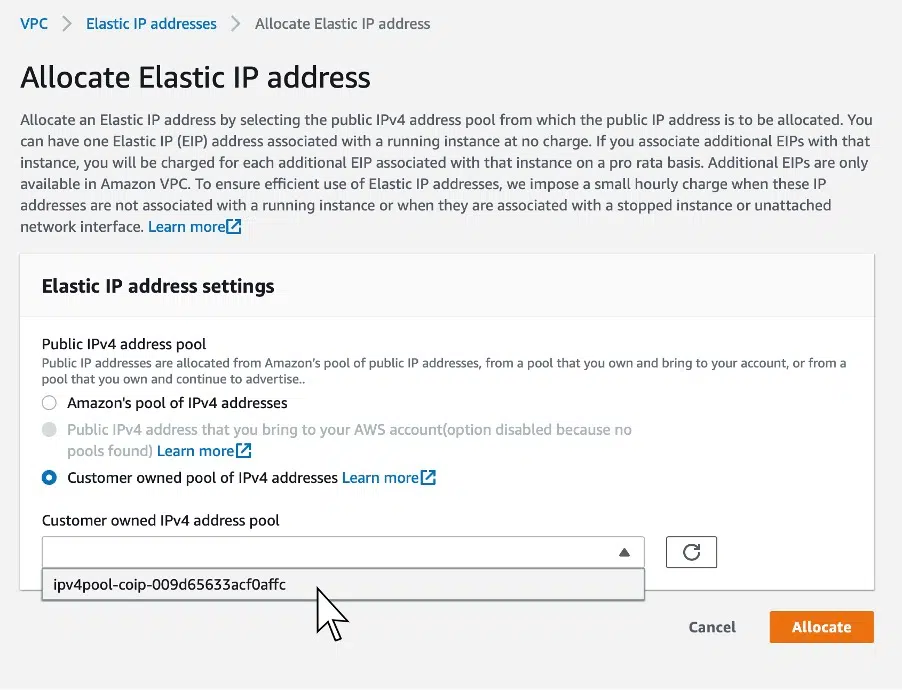 VPC > Elastic IP addresses > Allocate Elastic IP address
Allocate Elastic IP address
Allocate an Elastic IP address by selecting the public IPv4 address pool from which the public IP address is to be allocated. You
can have one Elastic IP (EIP) address associated with a running instance at no charge. If you associate additional EIPs with that
instance, you will be charged for each additional EIP associated with that instance on a pro rata basis. Additional EIPs are only
available in Amazon VPC. To ensure efficient use of Elastic IP addresses, we impose a small hourly charge when these IP
addresses are not associated with a running instance or when they are associated with a stopped instance or unattached
network interface. Learn more
Elastic IP address settings
Public IPv4 address pool
Public IP addresses are allocated from Amazon's pool of public IP addresses, from a pool that you own and bring to your account, or from a
pool that you own and continue to advertise..
Amazon's pool of IPv4 addresses
Public IPv4 address that you bring to your AWS account(option disabled because no
pools found) Learn more
Customer owned pool of IPv4 addresses Learn more
Customer owned IPv4 address pool
ipv4pool-coip-009d65633acf0affc
Cancel Allocate